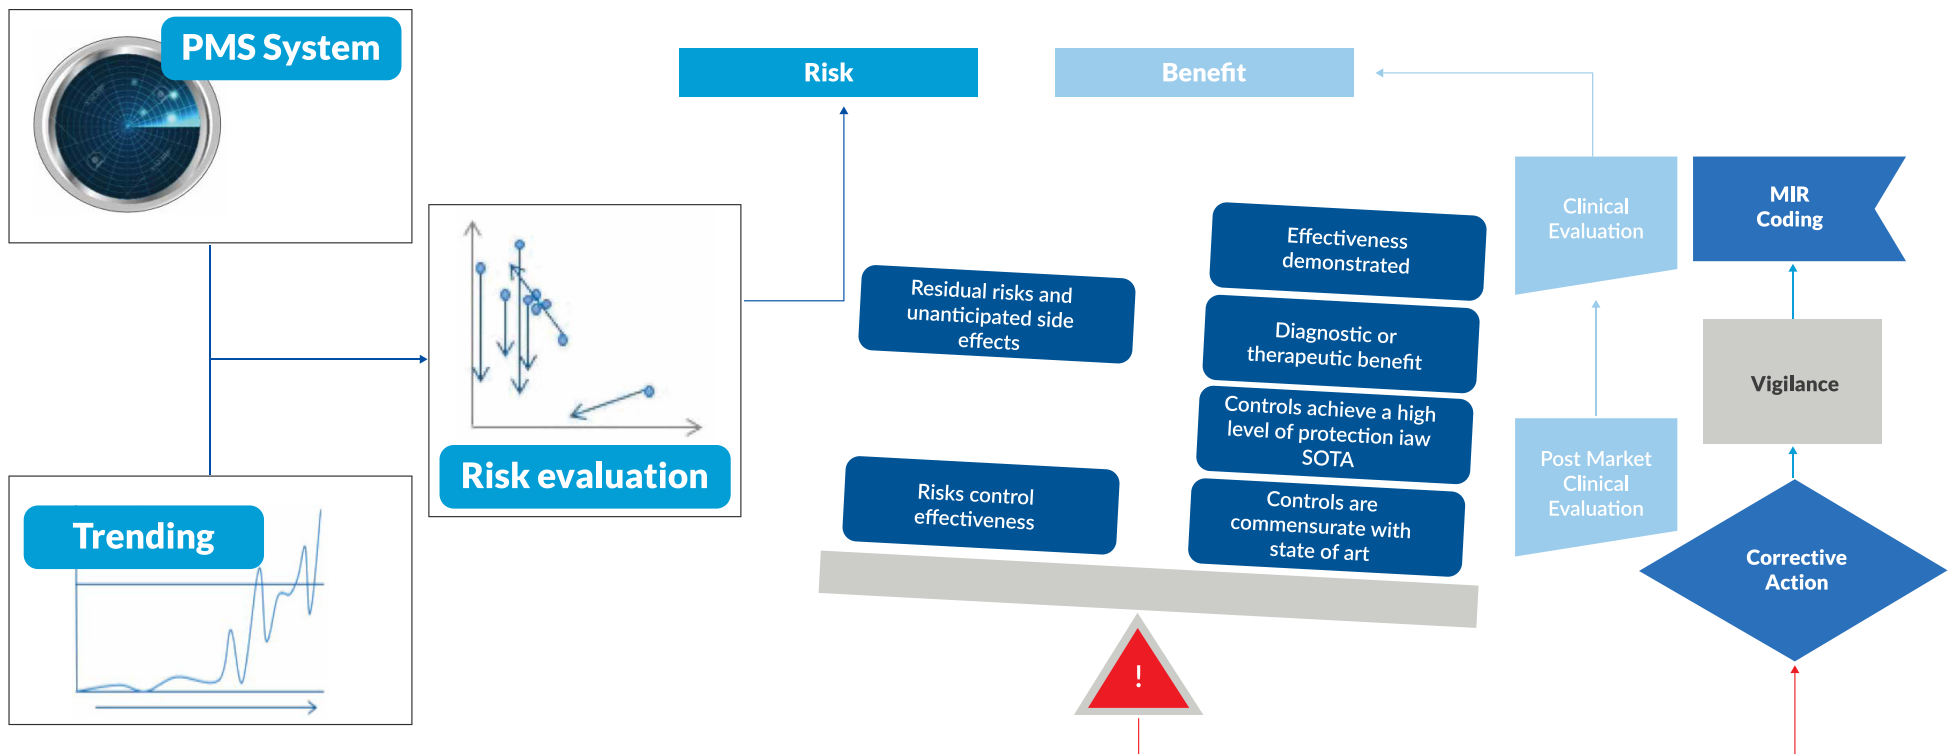 PMS System
Risk
Benefit
Clinical
Evaluation
MIR
Coding
Effectiveness
demonstrated
Residual risks and
unanticipated side
effects
Diagnostic or
therapeutic benefit
Vigilance
Controls achieve a high
level of protection iaw
SOTA
Risk evaluation
Post Market
Clinical
Evaluation
Risks control
effectiveness
Controls are
commensurate with
state of art
Trending
Corrective
Action
!